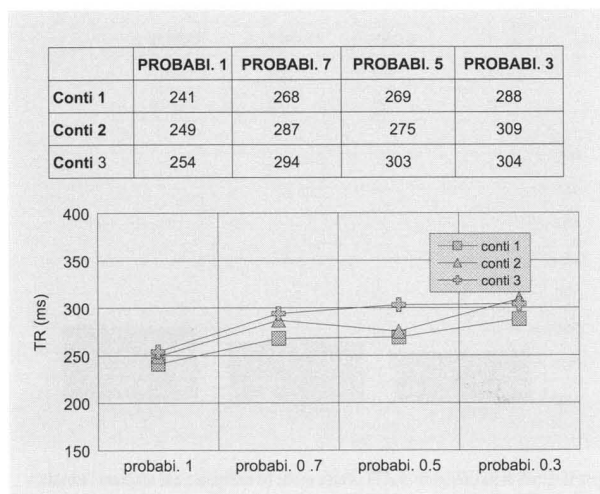 PROBABI. 1 PROBABI. 7 PROBABI. 5 PROBABI. 3
Conti 1 241 268 269 288
Conti 2 249 287 275 309
Conti 3 254 294 303 304
400
350
300
250
200
150
TR (ms)
conti 1
conti 2
conti 3
probabi. 1 probabi. 0 .7 probabi. 0.5 probabi. 0.3